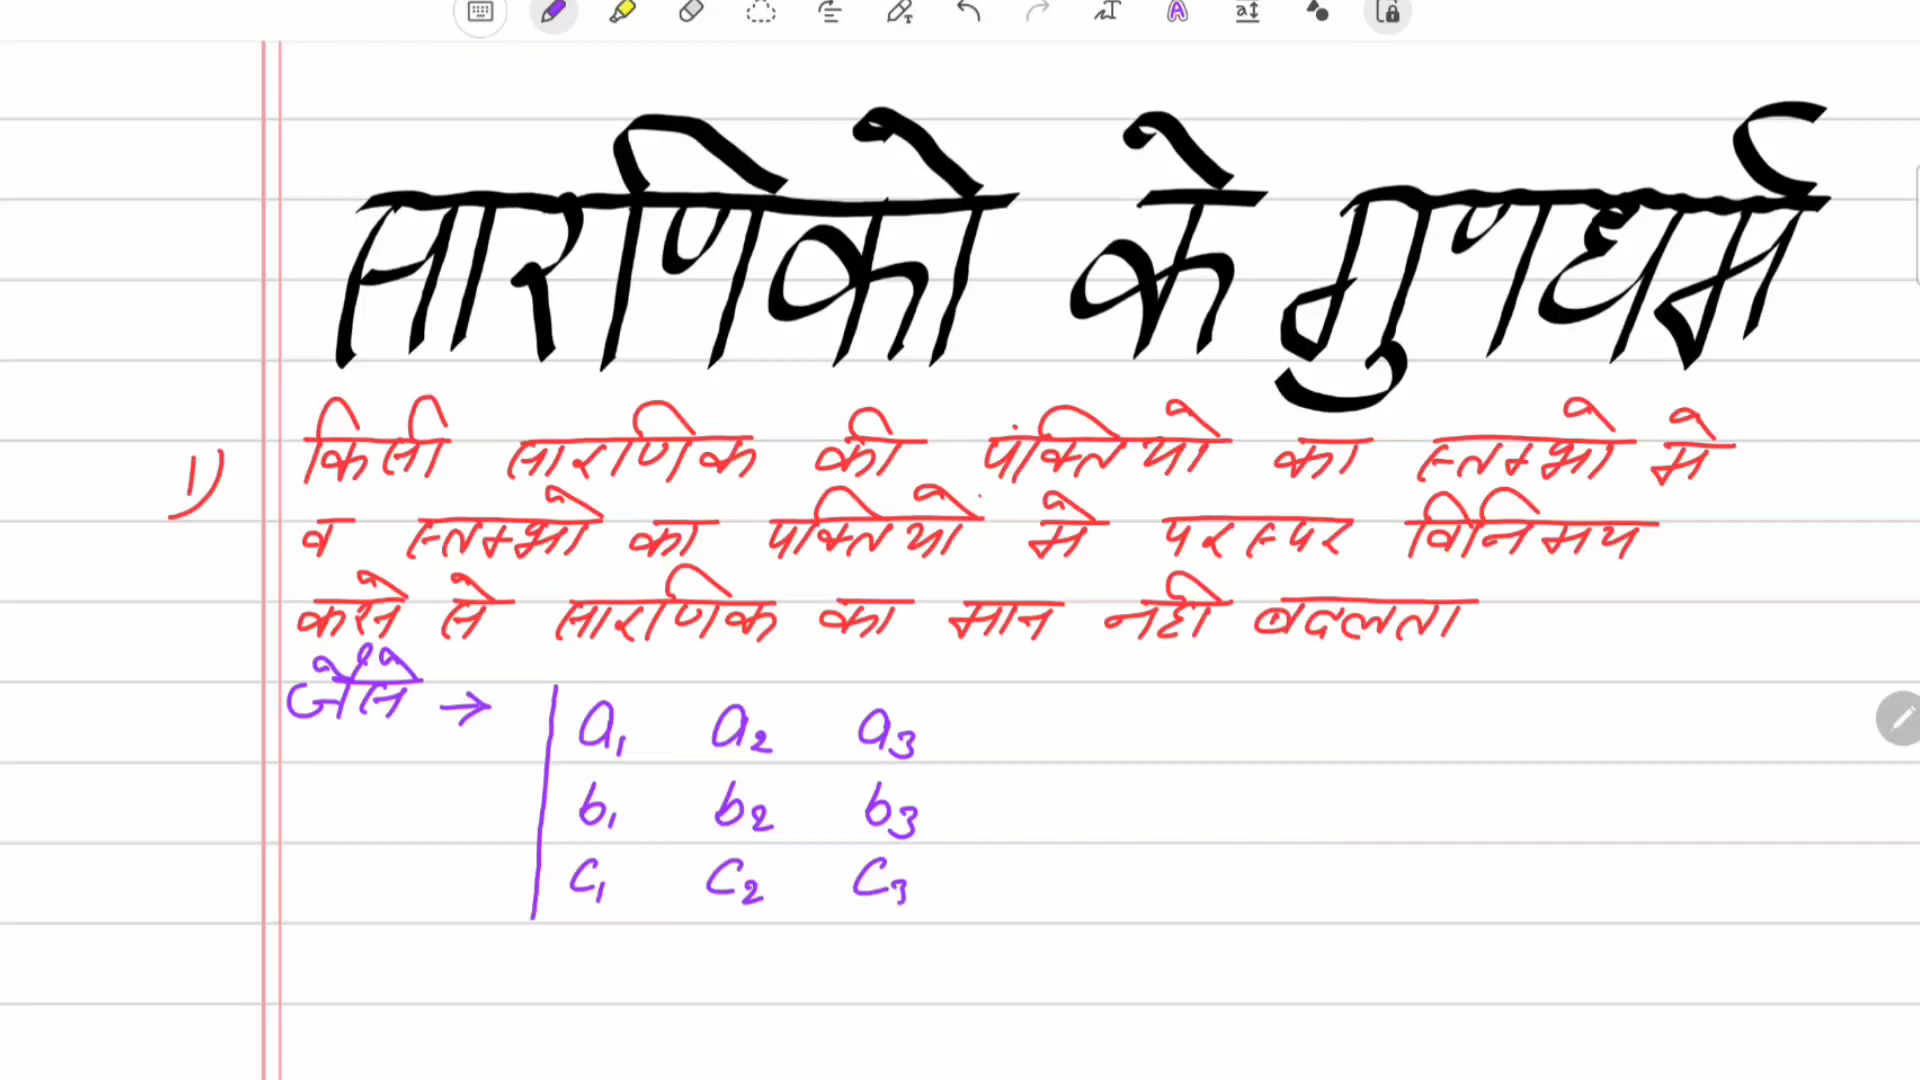 सारणिको के गुणधर्म
1) किसी सारणिक की पंक्तियो का स्तम्भो मे
व स्तम्भो का पक्तियो मे परस्पर विनिमय
करने से सारणिक का मान नही बदलता
जैसे → | a₁ a₂ a₃
b₁ b₂ b₃
c₁ c₂ c₃